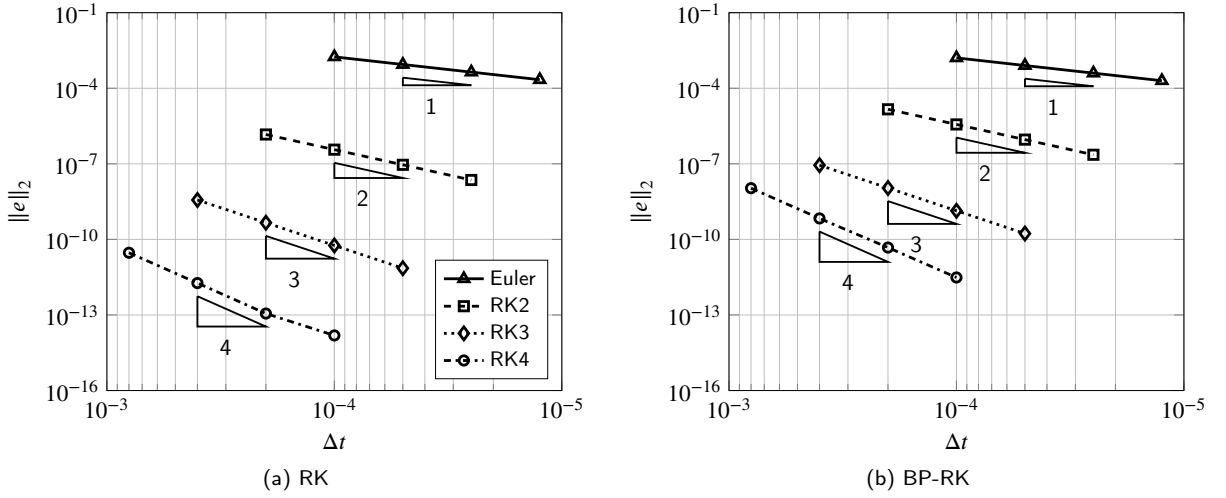 10^{-1}
10^{-4}
10^{-7}
10^{-10}
10^{-13}
10^{-16}
‖e‖₂
1
2
3
4
Euler
RK2
RK3
RK4
10^{-3}
10^{-4}
10^{-5}
Δt
(a) RK
10^{-1}
10^{-4}
10^{-7}
10^{-10}
10^{-13}
10^{-16}
‖e‖₂
1
2
3
4
10^{-3}
10^{-4}
10^{-5}
Δt
(b) BP-RK